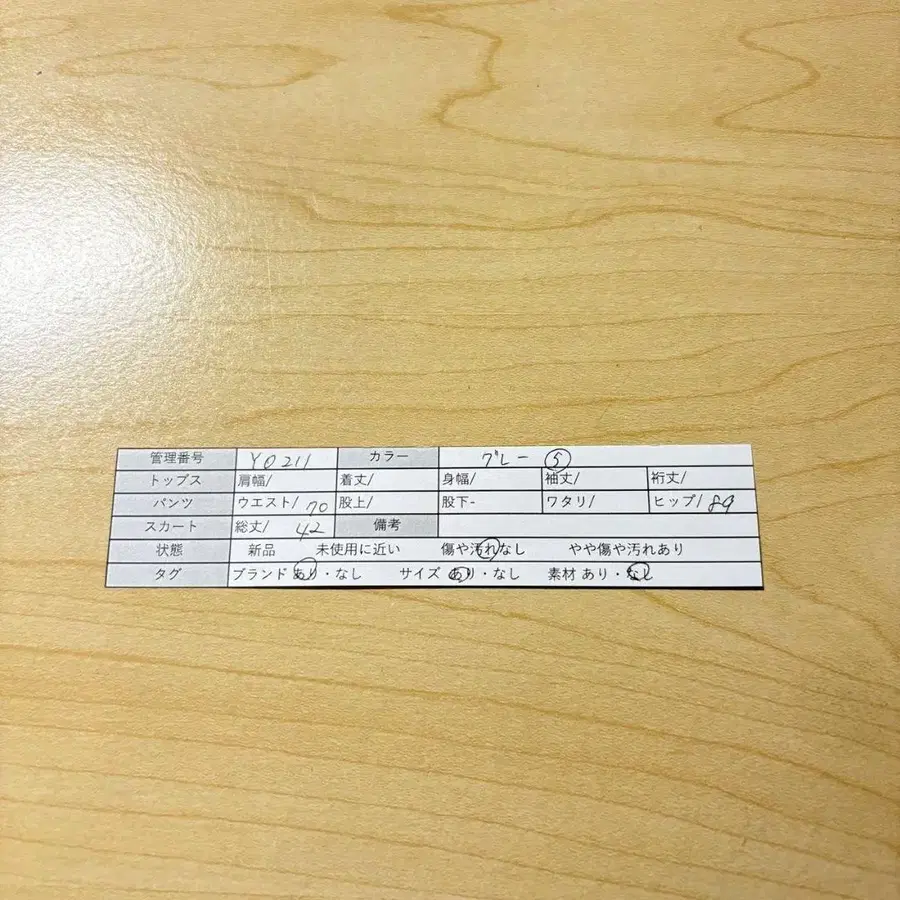 管理番号 Y0211 カラー グレー ⑤
トップス 肩幅/ 着丈/ 身幅/ 袖丈/ 裄丈/
パンツ ウエスト/ 70 股上/ 股下- ワタリ/ ヒップ/ 89
スカート 総丈/ 42 備考
状態 新品 未使用に近い 傷や汚れなし やや傷や汚れあり
タグ ブランド あり・なし サイズ あり・なし 素材 あり・なし